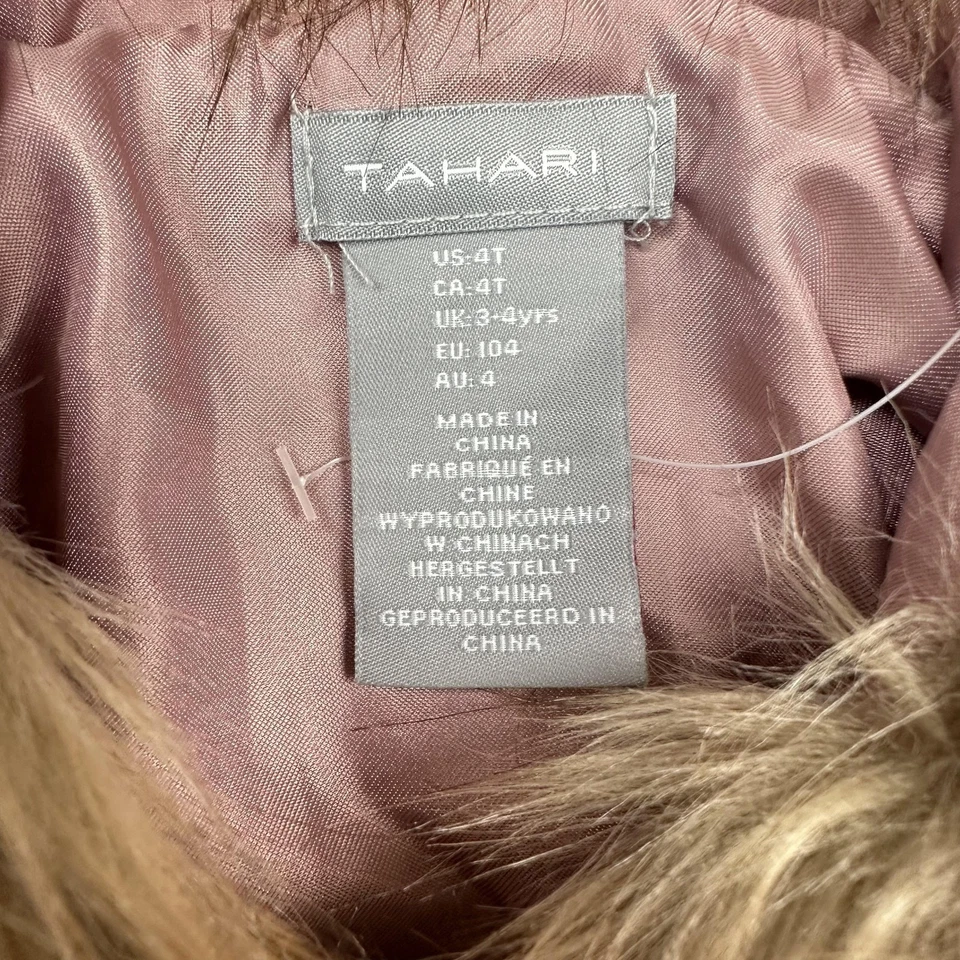 TAHARI
US: 4T
CA: 4T
UK: 3-4yrs
EU: 104
AU: 4
MADE IN
CHINA
FABRIQUÉ EN
CHINE
WYPRODUKOWANO
W CHINACH
HERGESTELLT
IN CHINA
GEPRODUCEERD IN
CHINA